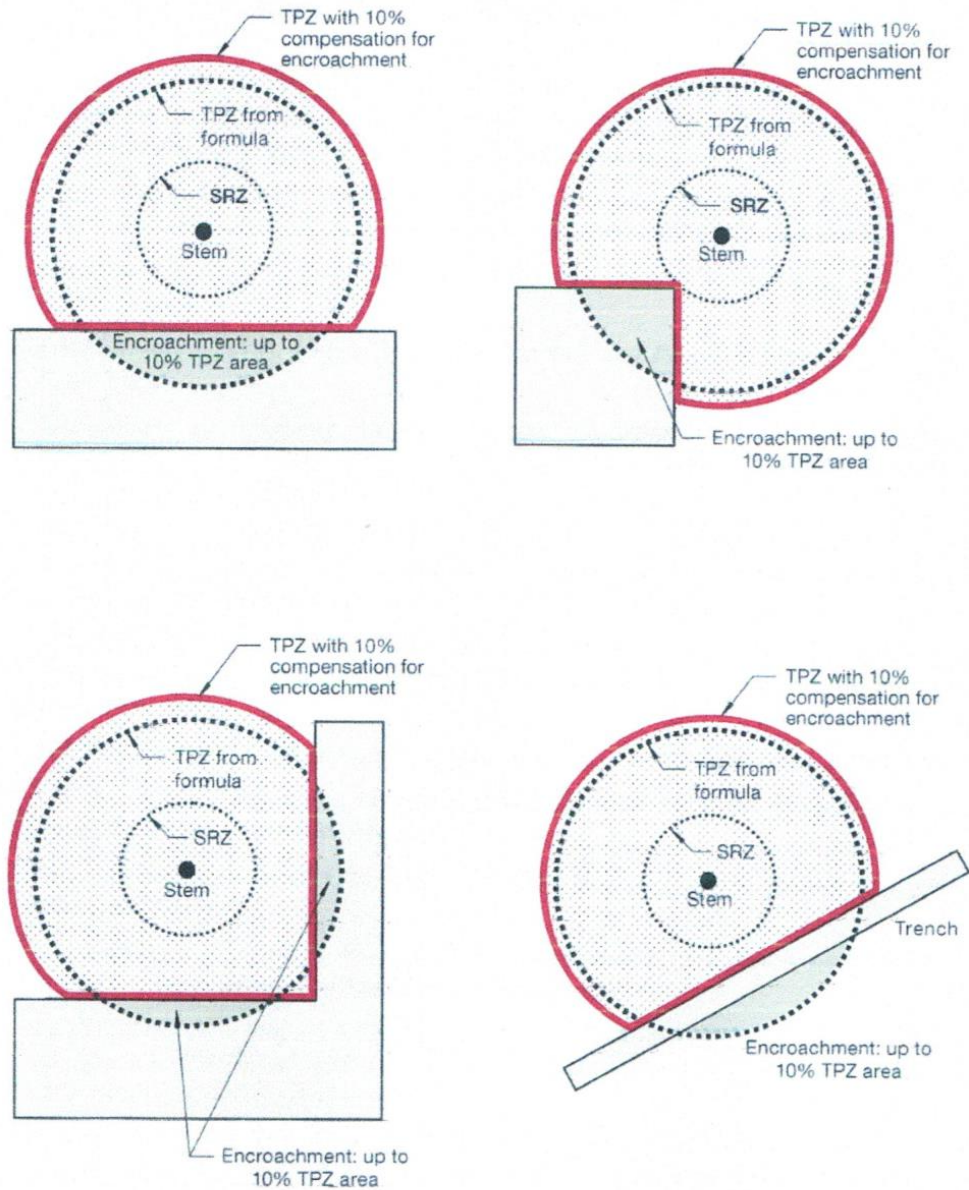 TPZ with 10%
compensation for
encroachment
TPZ from
formula
SRZ
Stem
Encroachment: up to
10% TPZ area
TPZ with 10%
compensation for
encroachment
TPZ from
formula
SRZ
Stem
Encroachment: up to
10% TPZ area
TPZ with 10%
compensation for
encroachment
TPZ from
formula
SRZ
Stem
Encroachment: up to
10% TPZ area
TPZ with 10%
compensation for
encroachment
TPZ from
formula
SRZ
Stem
Trench
Encroachment: up to
10% TPZ area